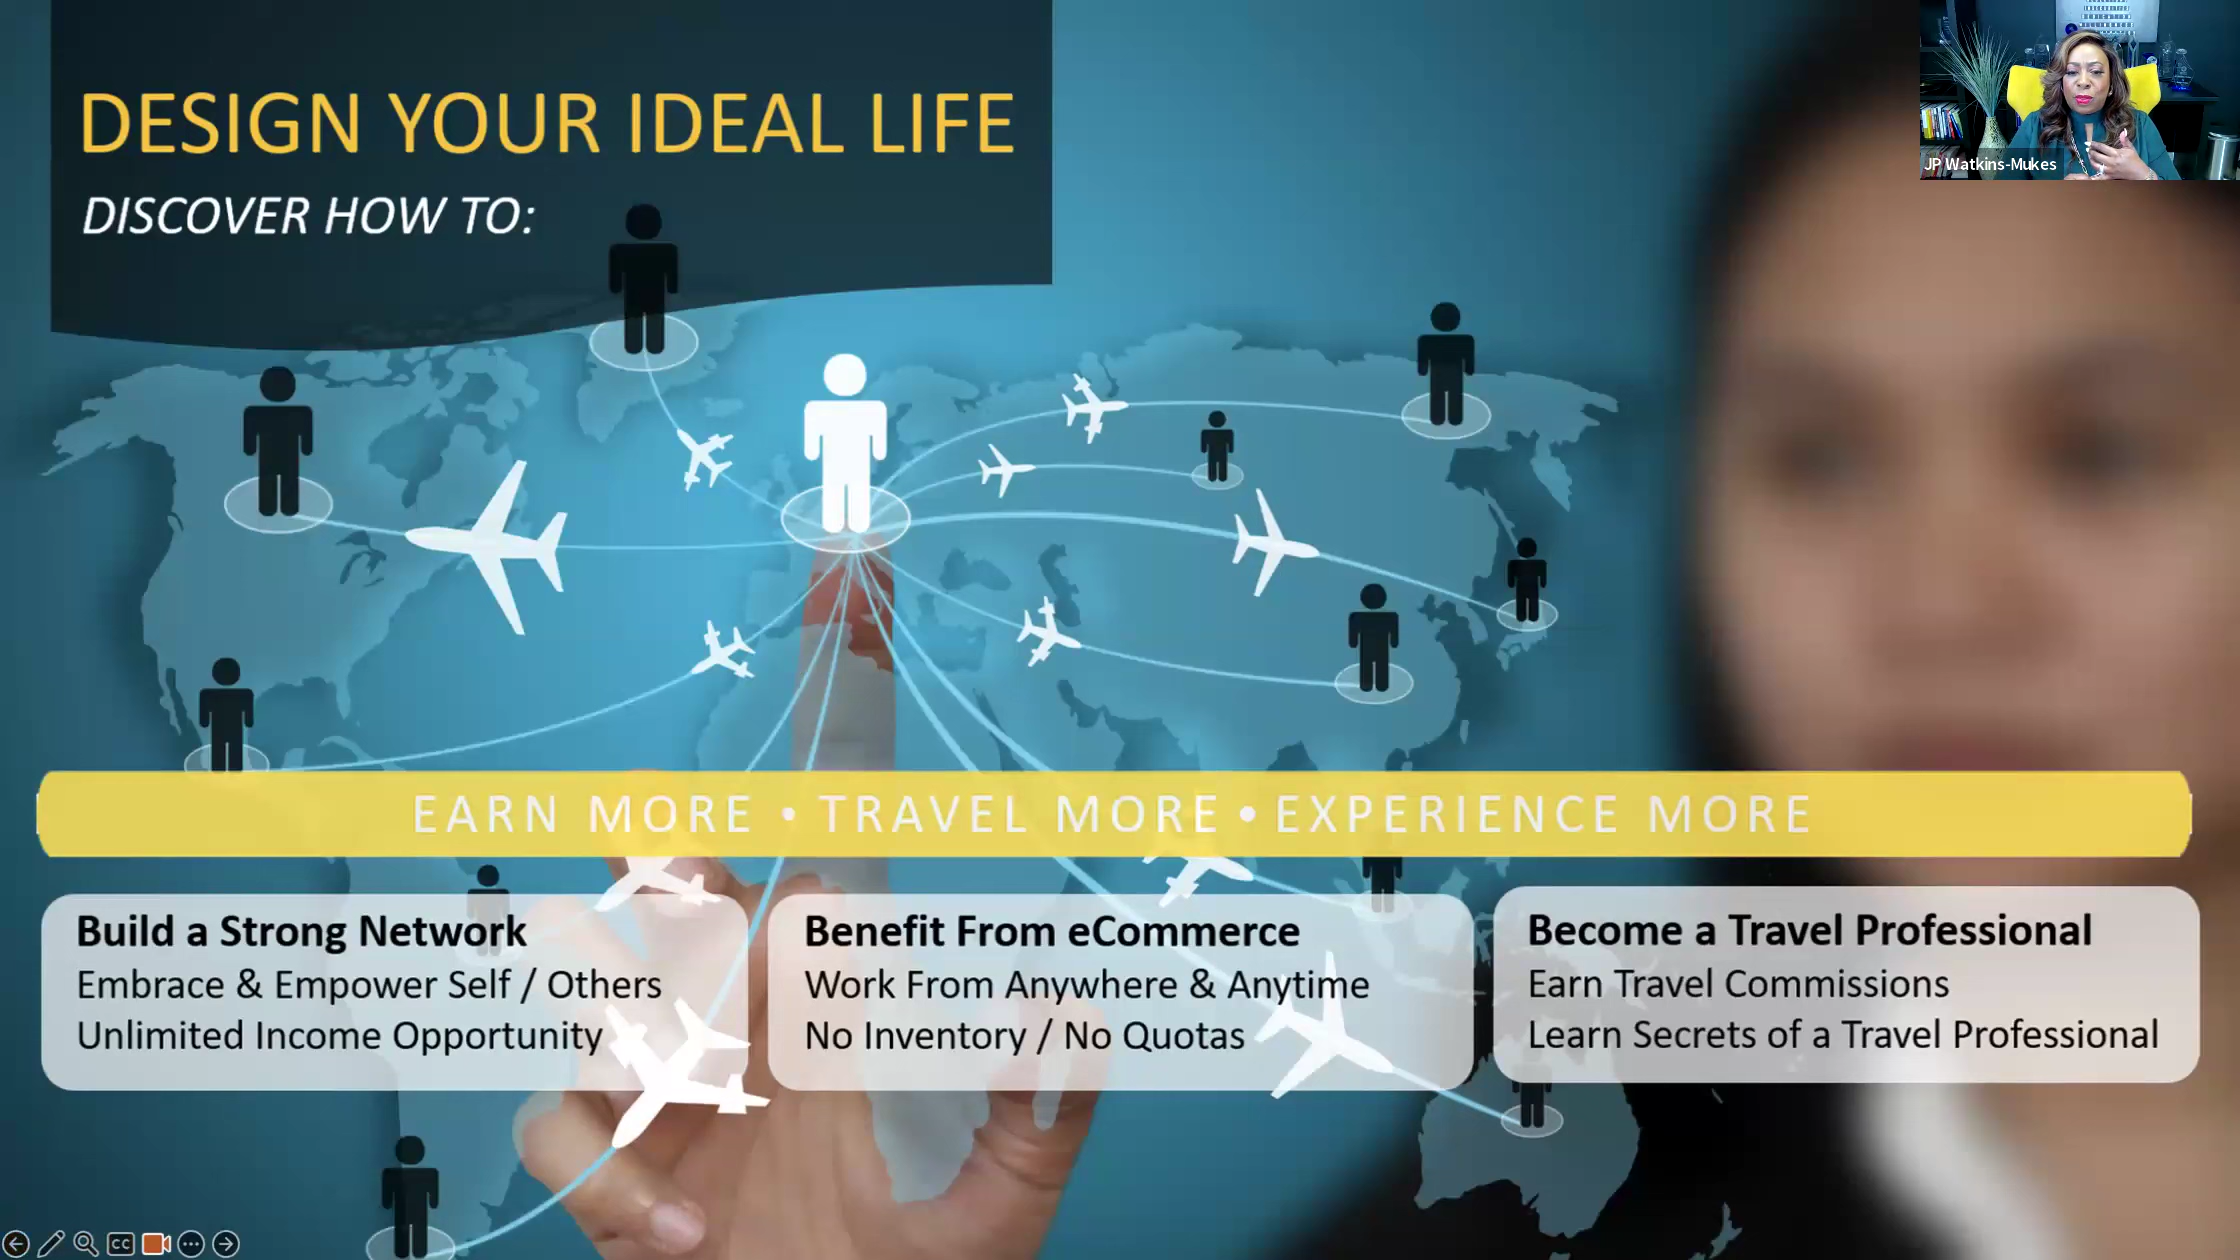 DESIGN YOUR IDEAL LIFE
DISCOVER HOW TO:
JP Watkins-Mukes
EARN MORE • TRAVEL MORE • EXPERIENCE MORE
Build a Strong Network
Embrace & Empower Self / Others
Unlimited Income Opportunity
Benefit From eCommerce
Work From Anywhere & Anytime
No Inventory / No Quotas
Become a Travel Professional
Earn Travel Commissions
Learn Secrets of a Travel Professional
CC